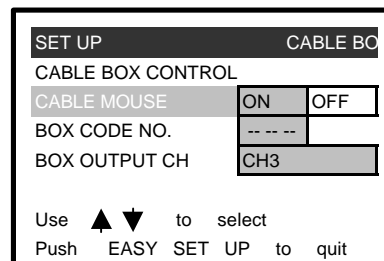 SET UP CABLE BO
CABLE BOX CONTROL
CABLE MOUSE ON OFF
BOX CODE NO. -- -- --
BOX OUTPUT CH CH3
Use ▲ ▼ to select
Push EASY SET UP to quit